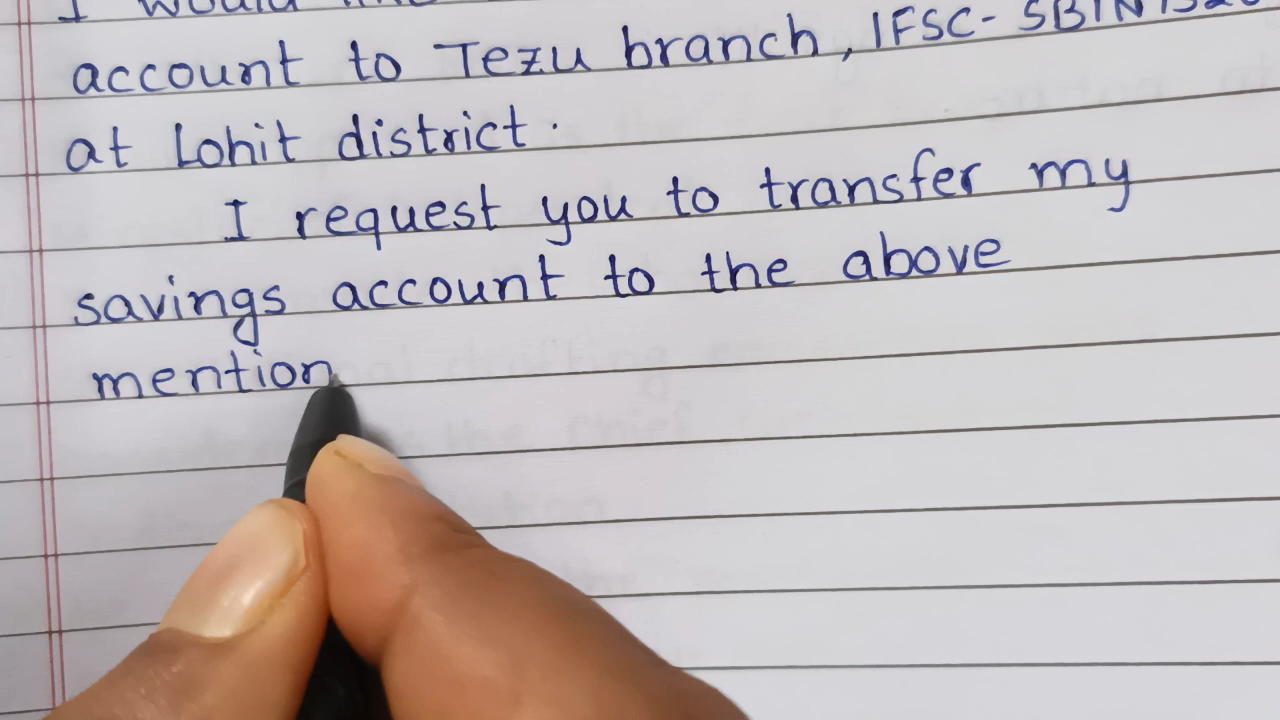 I would
account to Tezu branch, IFSC-
at Lohit district.
I request you to transfer my
savings account to the above
mention